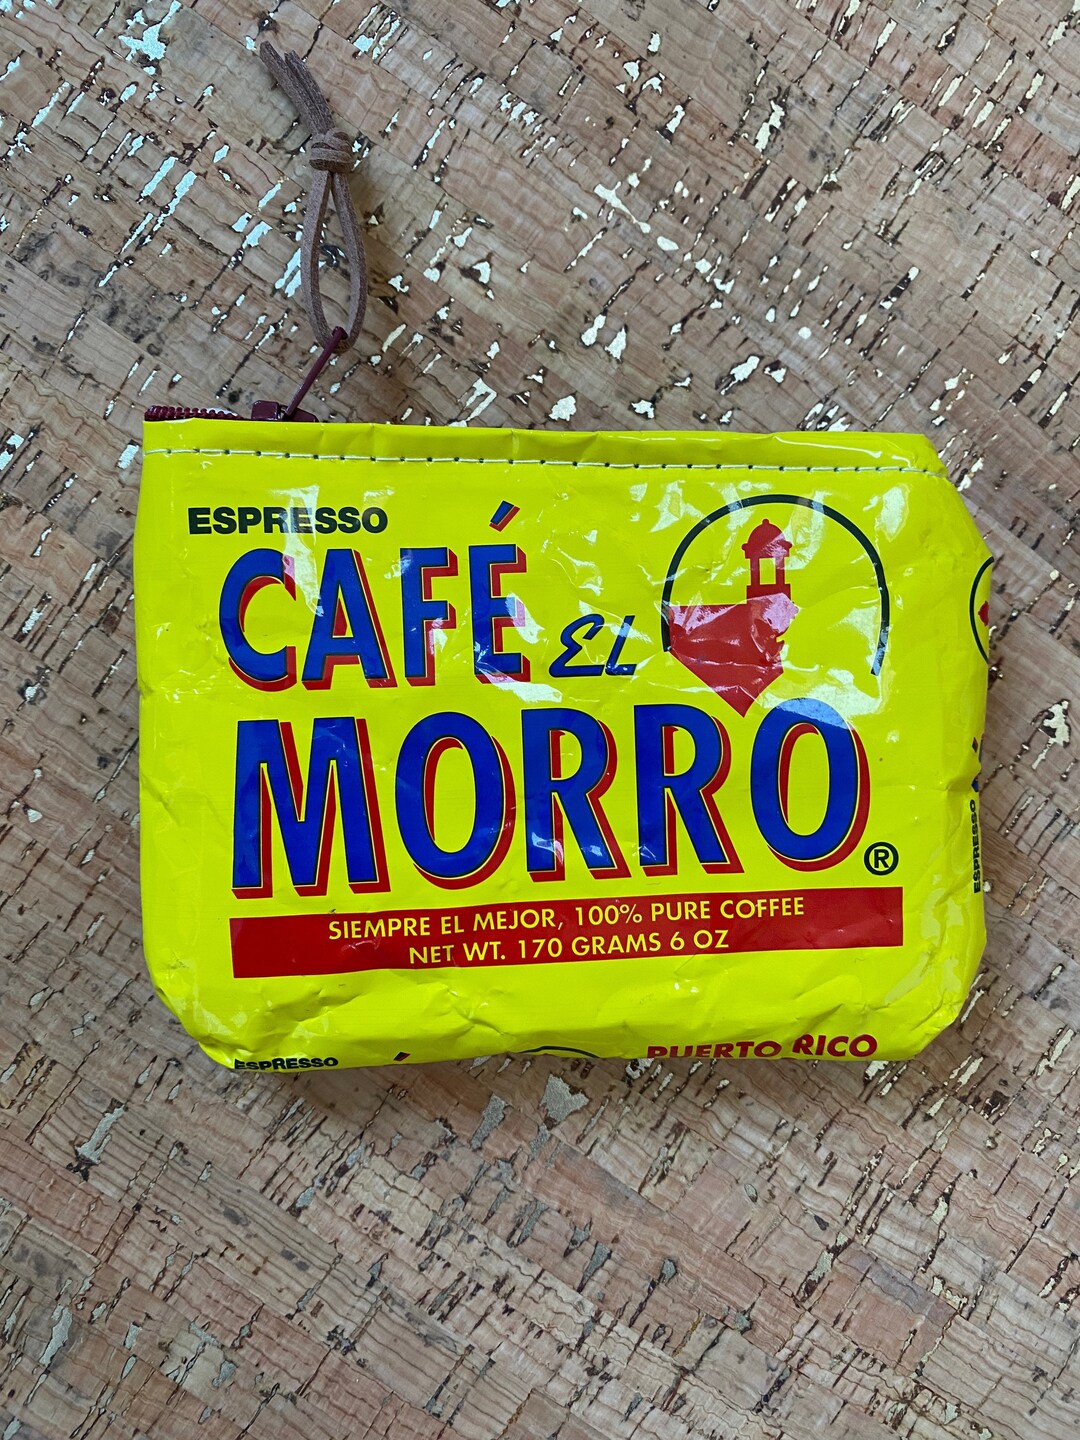 ESPRESSO
CAFÉ EL
MORRO®
SIEMPRE EL MEJOR, 100% PURE COFFEE
NET WT. 170 GRAMS 6 OZ
ESPRESSO
ESPRESSO
PUERTO RICO